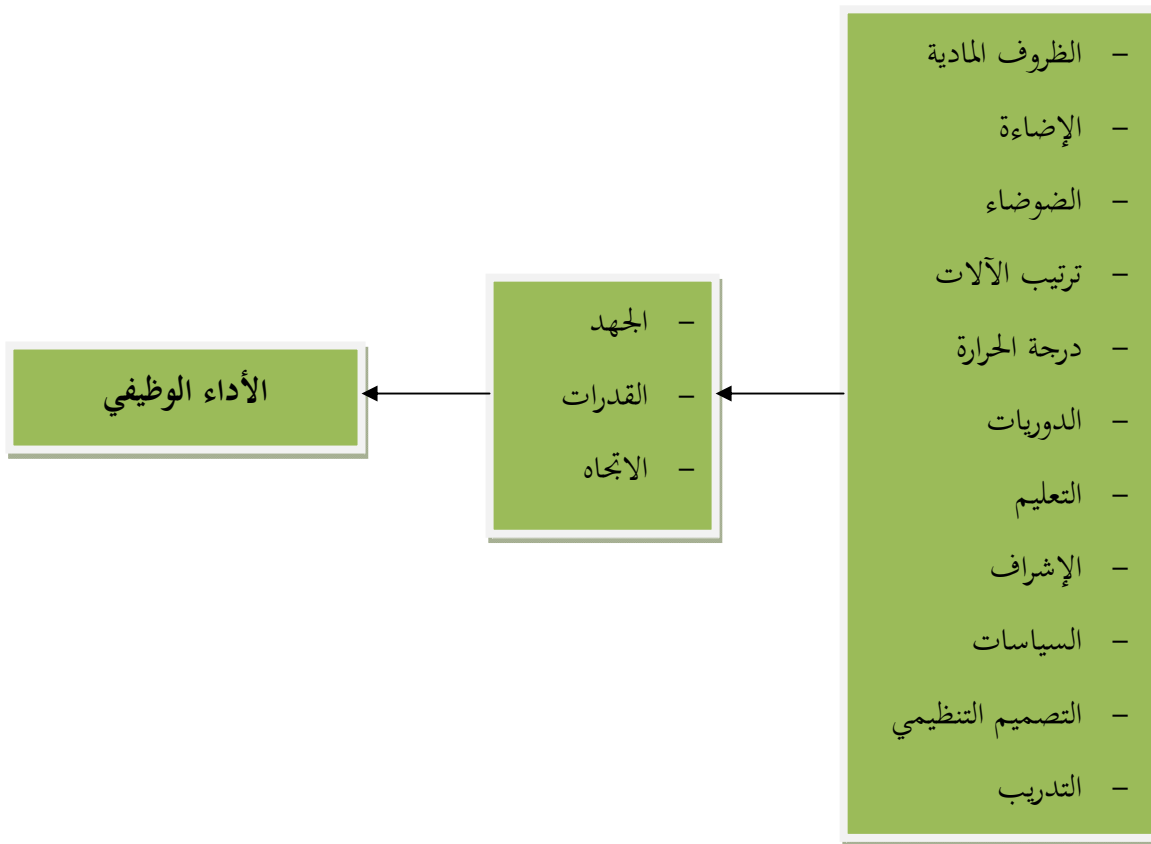 - الظروف المادية
- الإضاءة
- الضوضاء
- ترتيب الآلات
- درجة الحرارة
- الدوريات
- التعليم
- الإشراف
- السياسات
- التصميم التنظيمي
- التدريب
- الجهد
- القدرات
- الاتجاه
الأداء الوظيفي